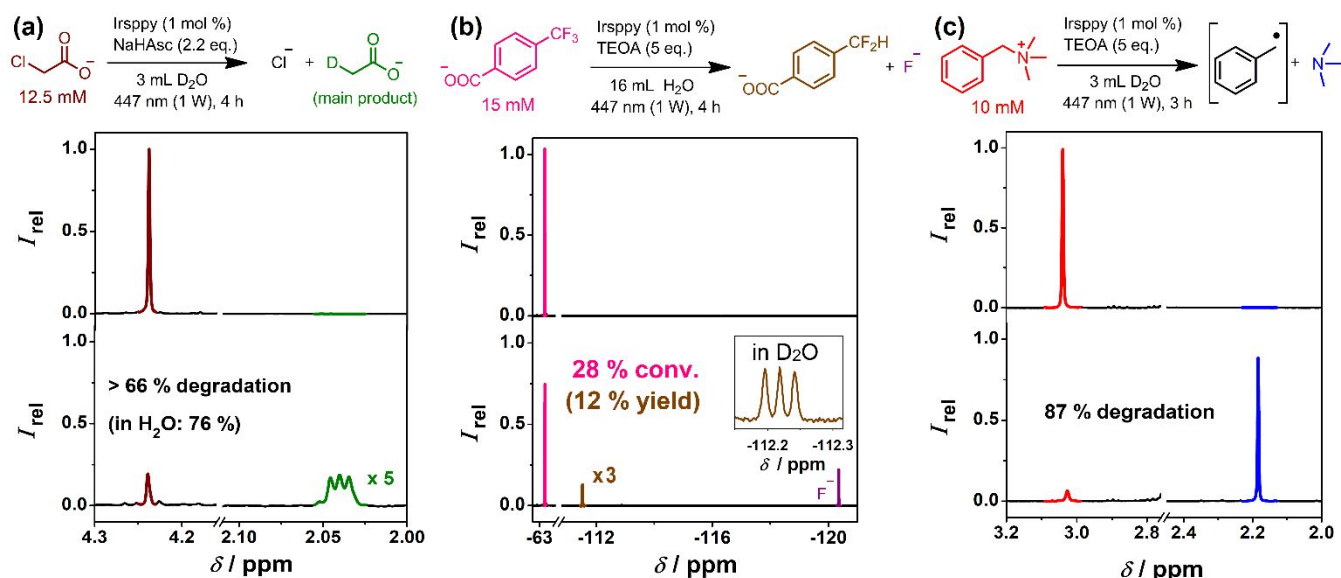 (a)
Irsppy (1 mol %)
NaHAsc (2.2 eq.)
3 mL D₂O
447 nm (1 W), 4 h
Cl
O
O⁻
12.5 mM
Cl⁻
+
D
O
O⁻
(main product)
1.0
0.5
0.0
I rel
1.0
0.5
0.0
I rel
> 66 % degradation
(in H₂O: 76 %)
x 5
4.3 4.2 2.10 2.05 2.00
δ / ppm
(b)
Irsppy (1 mol %)
TEOA (5 eq.)
16 mL H₂O
447 nm (1 W), 4 h
CF₃
⁻OOC
15 mM
CF₂H
⁻OOC
+ F⁻
1.0
0.5
0.0
I rel
1.0
0.5
0.0
I rel
28 % conv.
(12 % yield)
in D₂O
-112.2 -112.3
δ / ppm
x3
F⁻
-63 -112 -116 -120
δ / ppm
(c)
Irsppy (1 mol %)
TEOA (5 eq.)
3 mL D₂O
447 nm (1 W), 3 h
N⁺
10 mM
•
+
N
1.0
0.5
0.0
I rel
1.0
0.5
0.0
I rel
87 % degradation
3.2 3.0 2.8 2.4 2.2 2.0
δ / ppm